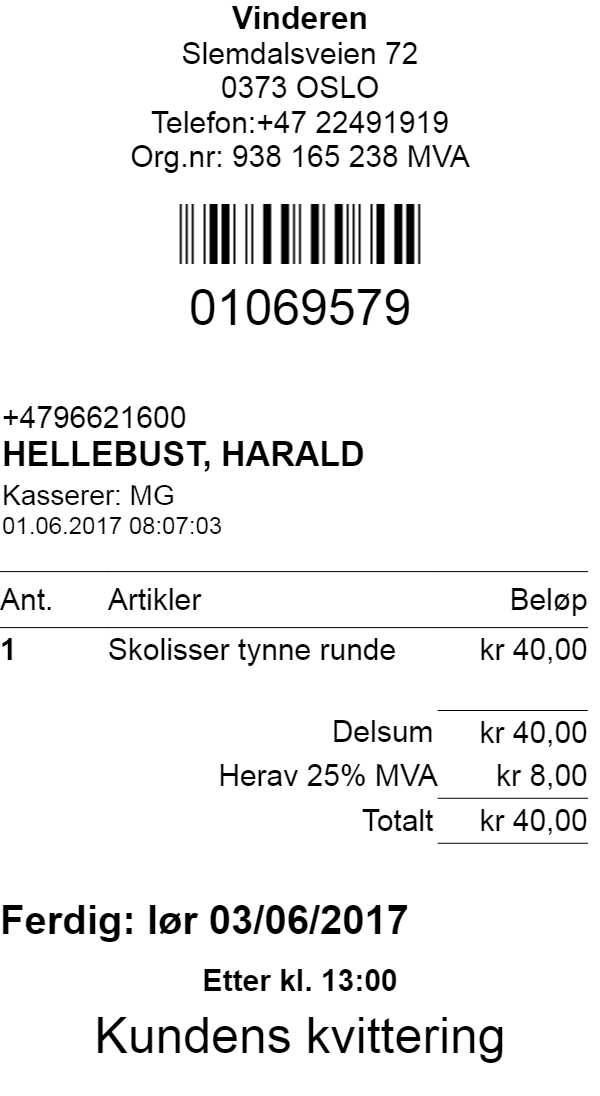 Vinderen
Slemdalsveien 72
0373 OSLO
Telefon:+47 22491919
Org.nr: 938 165 238 MVA
01069579
+4796621600
HELLEBUST, HARALD
Kasserer: MG
01.06.2017 08:07:03
Ant. Artikler Beløp
1 Skolisser tynne runde kr 40,00
Delsum kr 40,00
Herav 25% MVA kr 8,00
Totalt kr 40,00
Ferdig: lør 03/06/2017
Etter kl. 13:00
Kundens kvittering